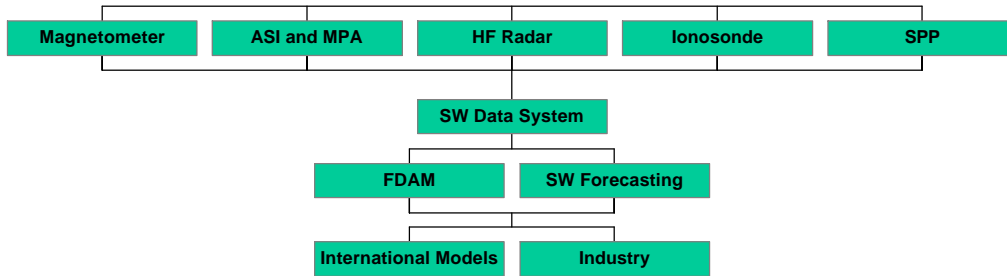 Magnetometer
ASI and MPA
HF Radar
Ionosonde
SPP
SW Data System
FDAM
SW Forecasting
International Models
Industry